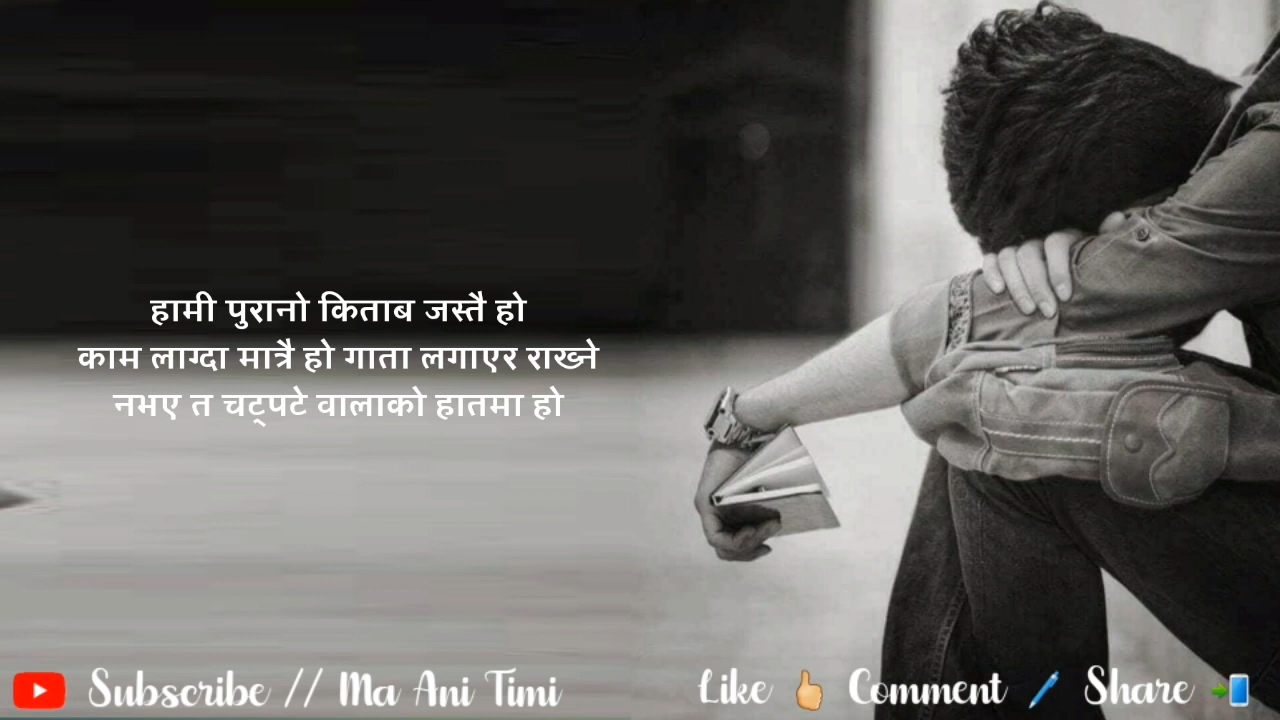 हामी पुरानो किताब जस्तै हो
काम लाग्दा मात्रै हो गाता लगाएर राख्ने
नभए त चट्पटे वालाको हातमा हो
Subscribe // Ma Ani Timi
Like Comment Share